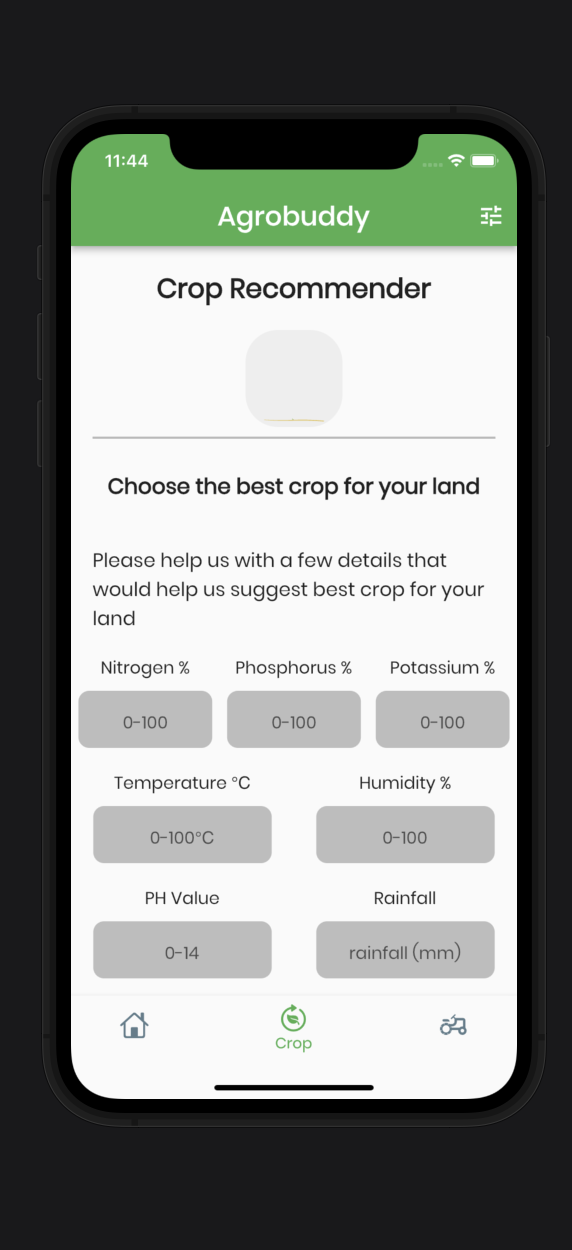 11:44
Agrobuddy
Crop Recommender
Choose the best crop for your land
Please help us with a few details that
would help us suggest best crop for your
land
Nitrogen % Phosphorus % Potassium %
0-100 0-100 0-100
Temperature °C Humidity %
0-100°C 0-100
PH Value Rainfall
0-14 rainfall (mm)
Crop